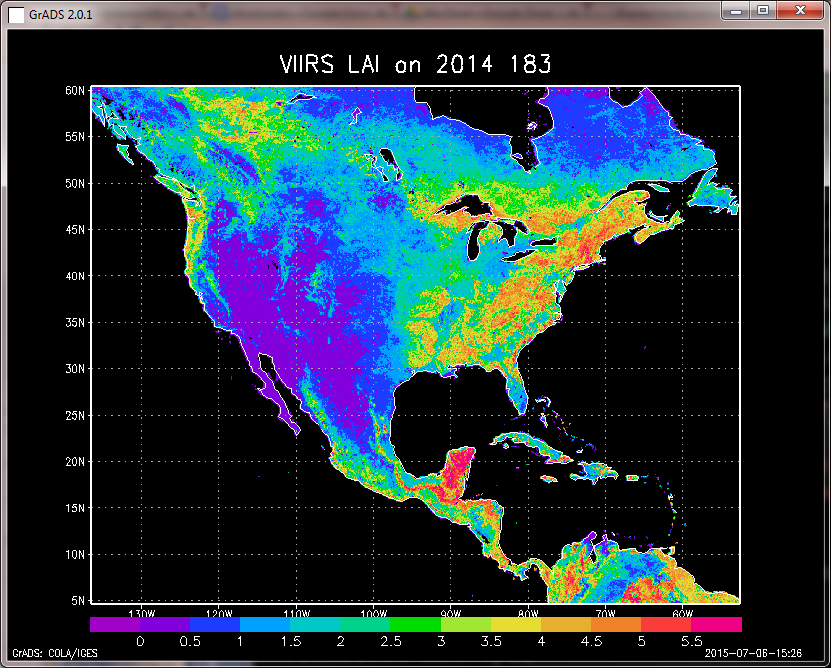 GrADS 2.0.1
VIIRS LAI on 2014 183
60N
55N
50N
45N
40N
35N
30N
25N
20N
15N
10N
5N
130W 120W 110W 100W 90W 80W 70W 60W
0 0.5 1 1.5 2 2.5 3 3.5 4 4.5 5 5.5
GrADS: COLA/IGES 2015-07-06-15:26